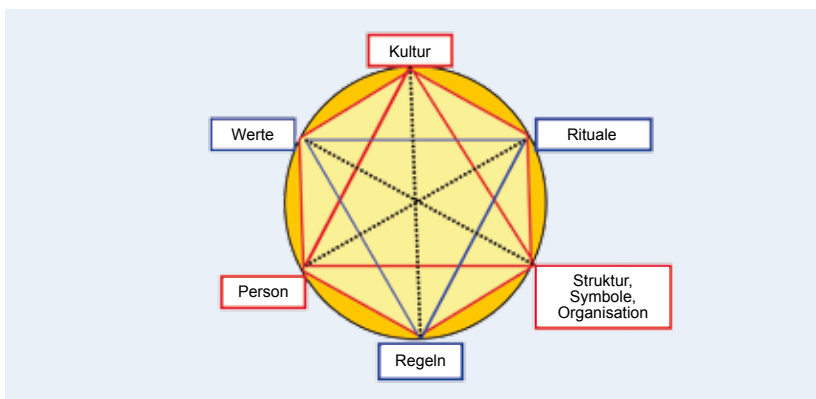 Kultur
Werte
Rituale
Person
Struktur,
Symbole,
Organisation
Regeln